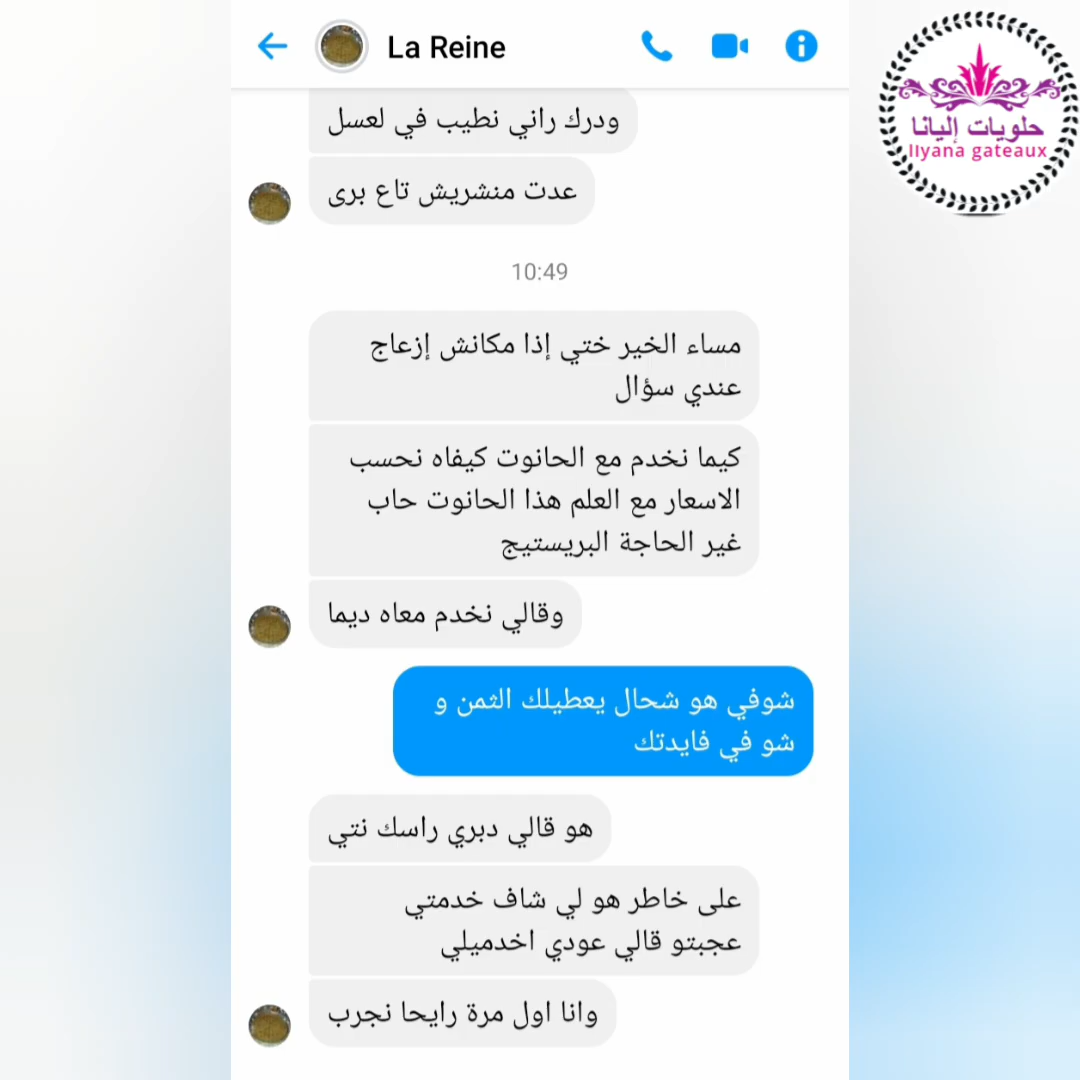 La Reine
حلويات إليانا
Ilyana gateaux
ودرك راني نطيب في لعسل
عدت منشريش تاع برى
10:49
مساء الخير ختي إذا مكانش إزعاج
عندي سؤال
كيما نخدم مع الحانوت كيفاه نحسب
الاسعار مع العلم هذا الحانوت حاب
غير الحاجة البريستيج
وقالي نخدم معاه ديما
شوفي هو شحال يعطيلك الثمن و
شو في فايدتك
هو قالي دبري راسك نتي
على خاطر هو لي شاف خدمتي
عجبتو قالي عودي اخدميلي
وانا اول مرة رايحا نجرب